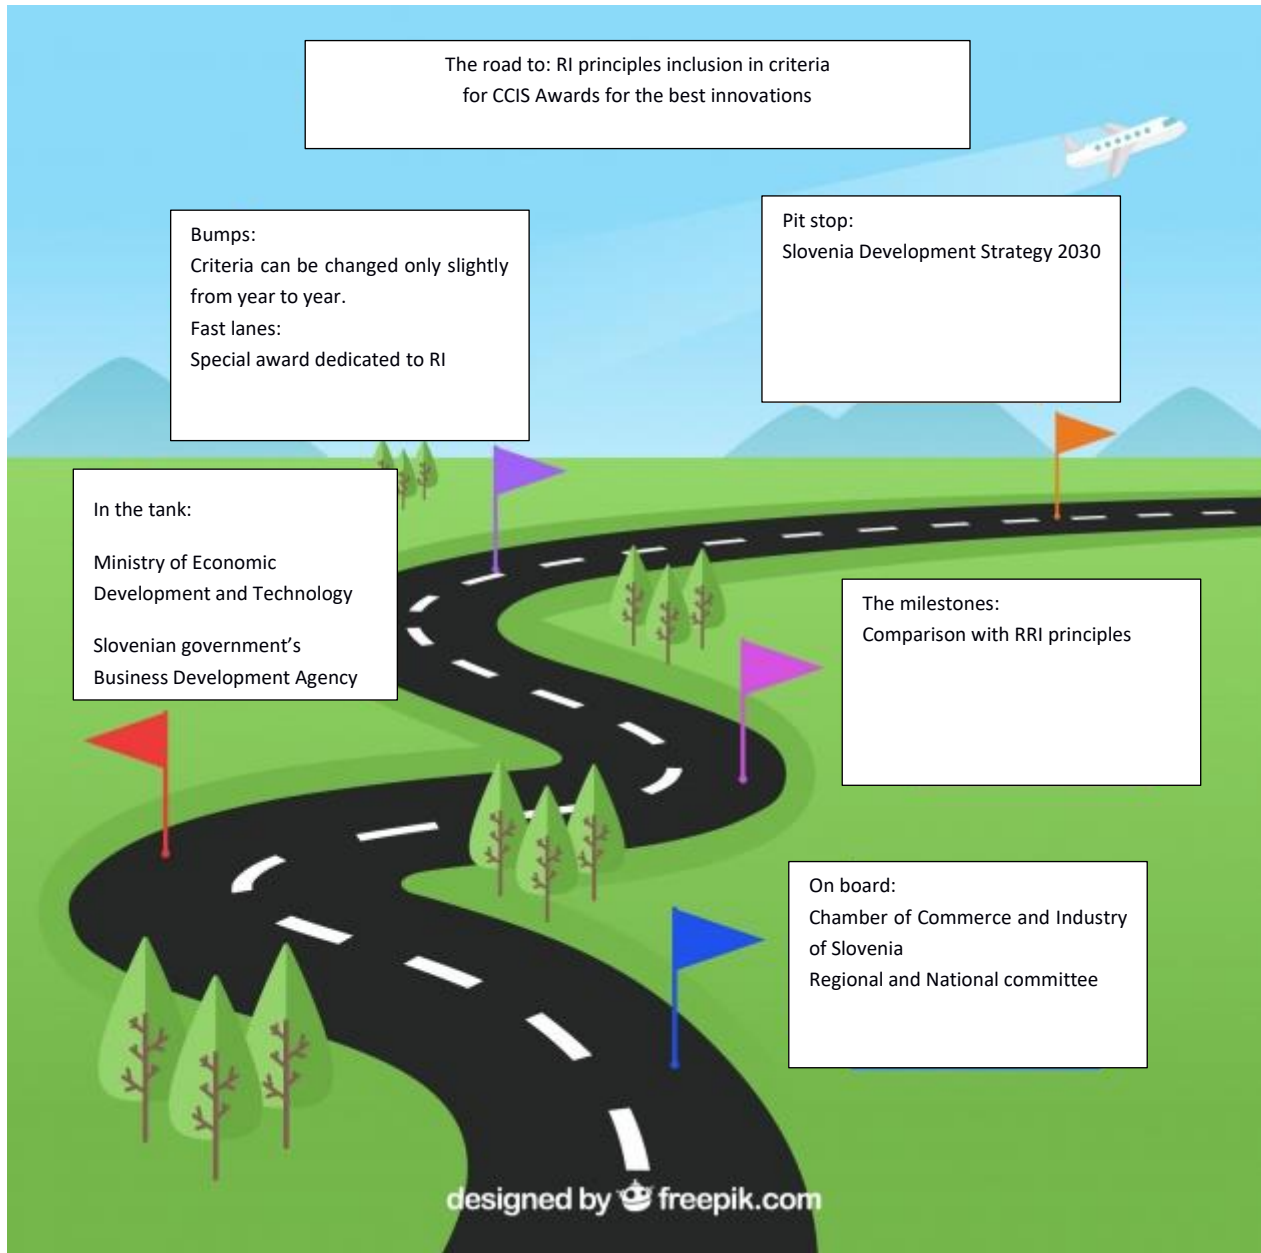 The road to: RI principles inclusion in criteria
for CCIS Awards for the best innovations
Bumps:
Criteria can be changed only slightly
from year to year.
Fast lanes:
Special award dedicated to RI
Pit stop:
Slovenia Development Strategy 2030
In the tank:
Ministry of Economic
Development and Technology
Slovenian government’s
Business Development Agency
The milestones:
Comparison with RRI principles
On board:
Chamber of Commerce and Industry
of Slovenia
Regional and National committee
designed by freepik.com